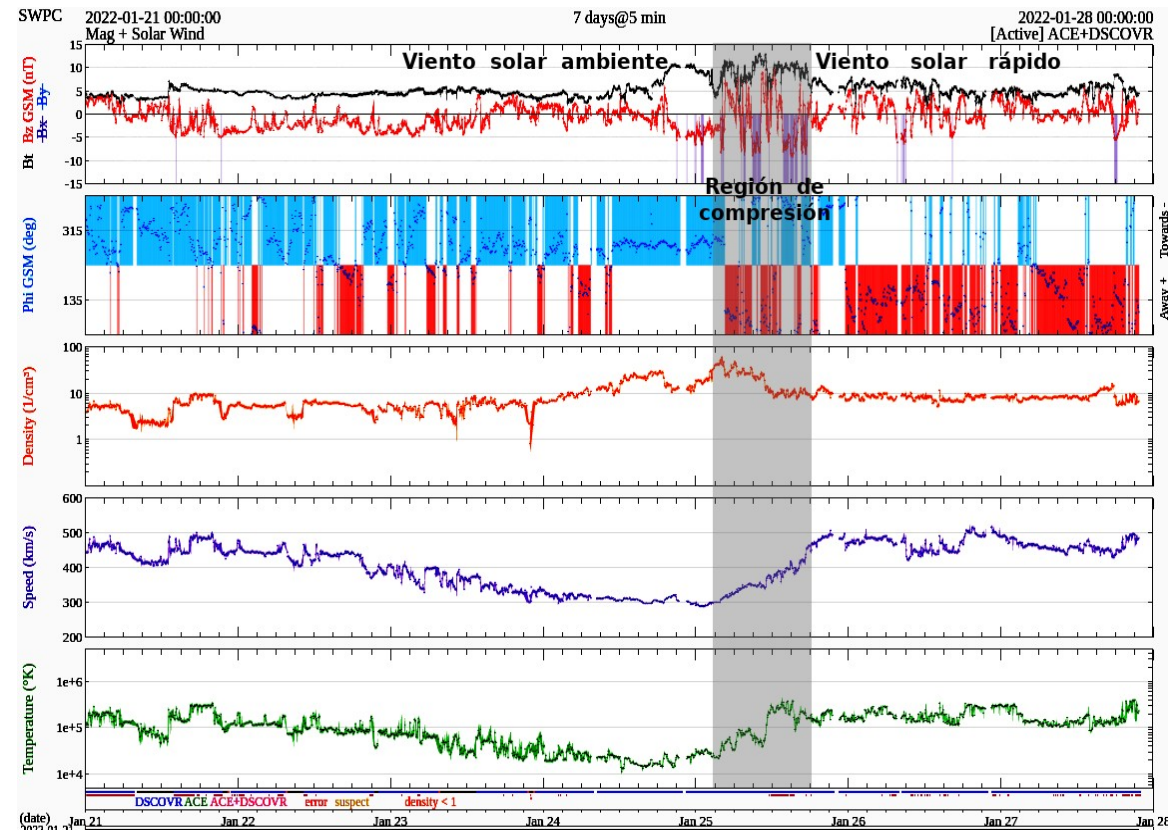 SWPC 2022-01-21 00:00:00 7 days@5 min 2022-01-28 00:00:00
Mag + Solar Wind [Active] ACE+DSCOVR
Viento solar ambiente Viento solar rápido
Bt Bz GSM (nT)
Bx By
15
10
5
0
-5
-10
-15
Región de
compresión
Phi GSM (deg)
315
135
Towards -
Away +
Density (1/cm³)
100
10
1
Speed (km/s)
600
500
400
300
200
Temperature (°K)
1e+6
1e+5
1e+4
DSCOVR ACE ACE+DSCOVR error suspect density < 1
(date) Jan 21 Jan 22 Jan 23 Jan 24 Jan 25 Jan 26 Jan 27 Jan 28